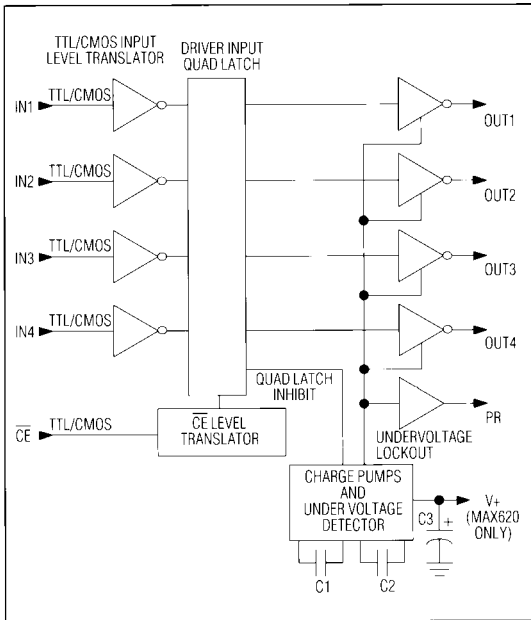 TTL/CMOS INPUT
LEVEL TRANSLATOR
DRIVER INPUT
QUAD LATCH
IN1
TTL/CMOS
OUT1
IN2
TTL/CMOS
OUT2
IN3
TTL/CMOS
OUT3
IN4
TTL/CMOS
OUT4
QUAD LATCH
INHIBIT
PR
UNDERVOLTAGE
LOCKOUT
C̅E̅
TTL/CMOS
C̅E̅ LEVEL
TRANSLATOR
CHARGE PUMPS
AND
UNDER VOLTAGE
DETECTOR
C3
+
V+
(MAX620
ONLY)
C1
C2